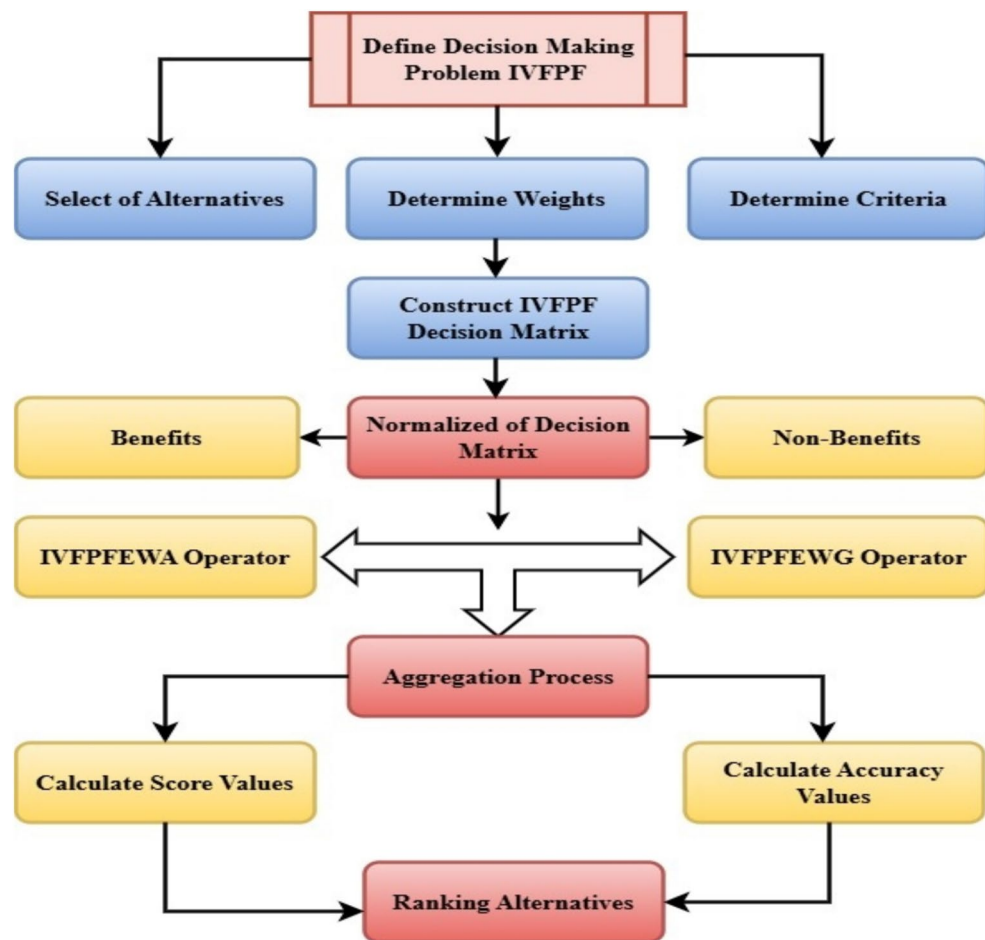 Define Decision Making
Problem IVFPF
Select of Alternatives
Determine Weights
Determine Criteria
Construct IVFPF
Decision Matrix
Benefits
Normalized of Decision
Matrix
Non-Benefits
IVFPFEWA Operator
IVFPFEWG Operator
Aggregation Process
Calculate Score Values
Calculate Accuracy
Values
Ranking Alternatives